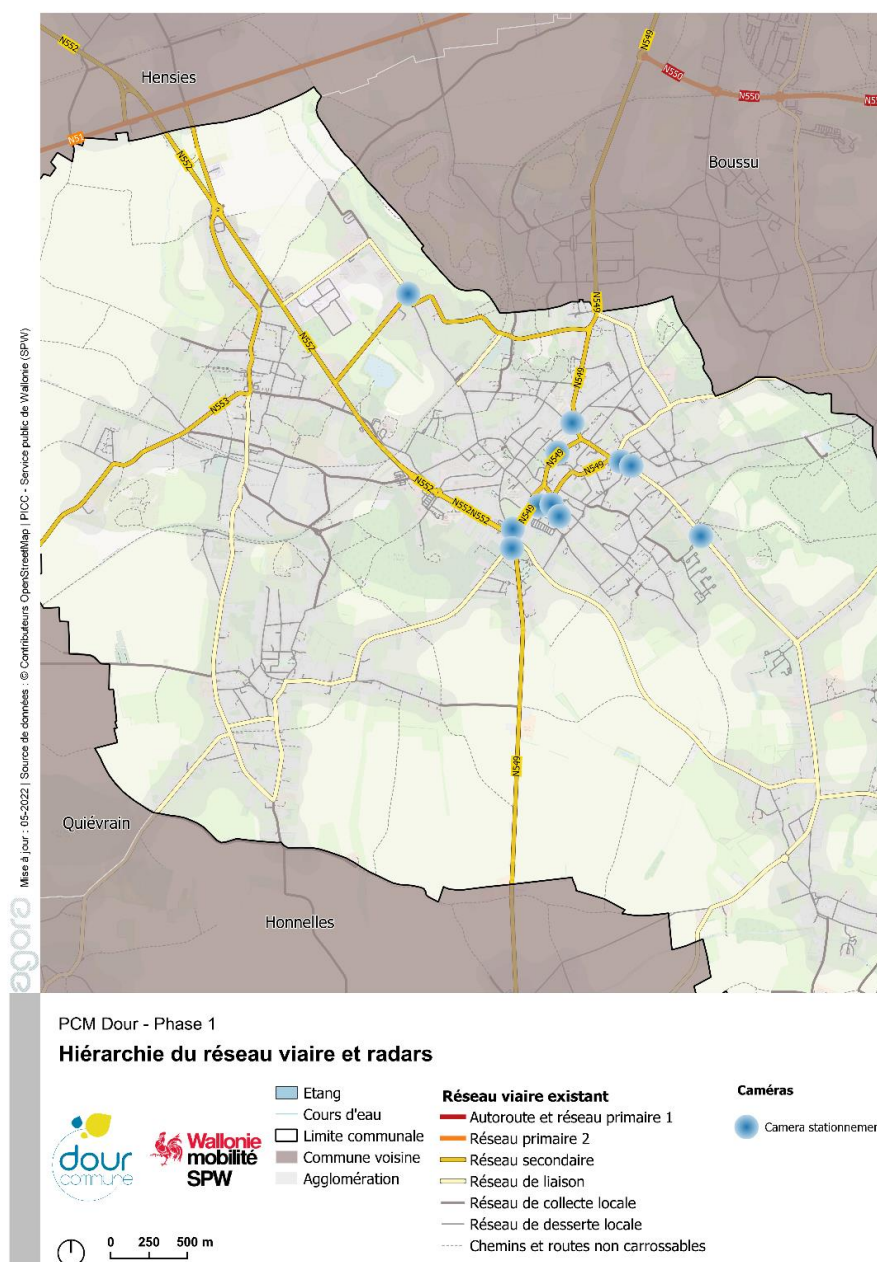 N552
Hensies
N549
N550
N550
N55
N51
N552
Boussu
N549
N552
N549
N553
N549
N549
N552
N552N552
N549
N549
Quiévrain
Honnelles
Mise à jour : 05-2022 | Source de données : © Contributeurs OpenStreetMap | PICC - Service public de Wallonie (SPW)
agora
PCM Dour - Phase 1
Hiérarchie du réseau viaire et radars
dour
commune
Wallonie
mobilité
SPW
Etang
Cours d'eau
Limite communale
Commune voisine
Agglomération
Réseau viaire existant
Autoroute et réseau primaire 1
Réseau primaire 2
Réseau secondaire
Réseau de liaison
Réseau de collecte locale
Réseau de desserte locale
Chemins et routes non carrossables
Caméras
Camera stationnemer
0 250 500 m